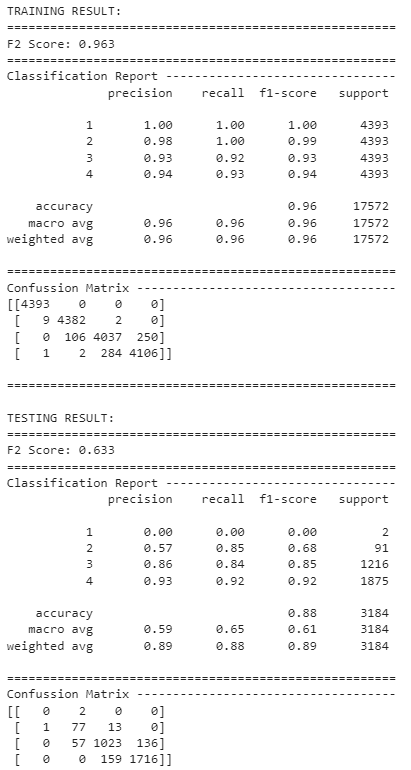 TRAINING RESULT:
=======================================================
F2 Score: 0.963
=======================================================
Classification Report --------------------------------
              precision    recall  f1-score   support

           1       1.00      1.00      1.00      4393
           2       0.98      1.00      0.99      4393
           3       0.93      0.92      0.93      4393
           4       0.94      0.93      0.94      4393

    accuracy                           0.96     17572
   macro avg       0.96      0.96      0.96     17572
weighted avg       0.96      0.96      0.96     17572

=======================================================
Confussion Matrix ------------------------------------
[[4393    0    0    0]
 [   9 4382    2    0]
 [   0  106 4037  250]
 [   1    2  284 4106]]

=======================================================

TESTING RESULT:
=======================================================
F2 Score: 0.633
=======================================================
Classification Report --------------------------------
              precision    recall  f1-score   support

           1       0.00      0.00      0.00         2
           2       0.57      0.85      0.68        91
           3       0.86      0.84      0.85      1216
           4       0.93      0.92      0.92      1875

    accuracy                           0.88      3184
   macro avg       0.59      0.65      0.61      3184
weighted avg       0.89      0.88      0.89      3184

=======================================================
Confussion Matrix ------------------------------------
[[   0    2    0    0]
 [   1   77   13    0]
 [   0   57 1023  136]
 [   0    0  159 1716]]